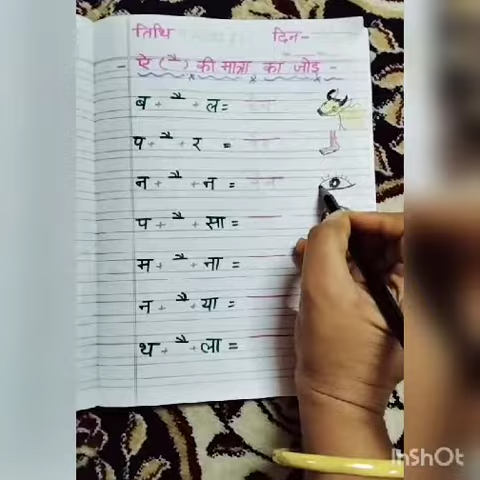 तिथि दिन-
- ऐ ( ै ) की मात्रा का जोड़ -
ब + ै + ल =
प + ै + र =
न + ै + न =
प + ै + सा =
म + ै + ना =
न + ै + या =
थ + ै + ला =
InShOt